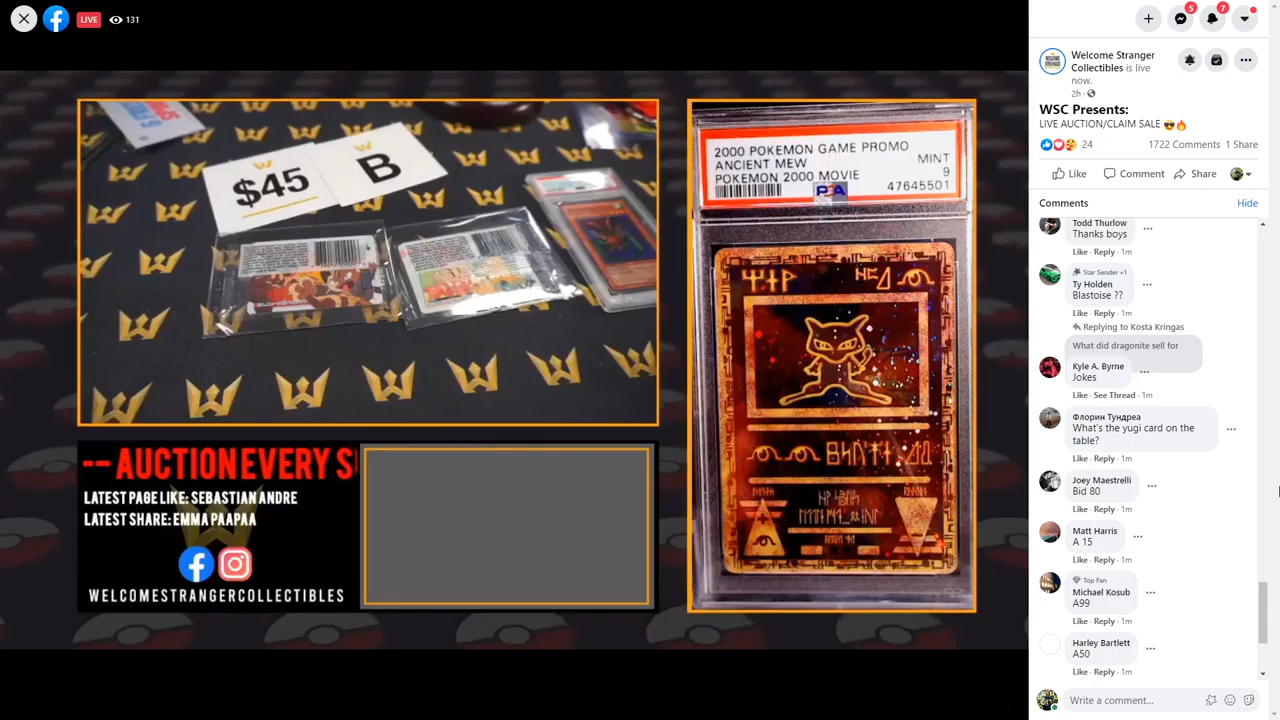 LIVE
131
5
7
$45
B
2000 POKEMON GAME PROMO
ANCIENT MEW
MINT
POKEMON 2000 MOVIE
9
PSA
47645501
-- AUCTION EVERY S
LATEST PAGE LIKE: SEBASTIAN ANDRE
LATEST SHARE: EMMA PAAPAA
WELCOMESTRANGERCOLLECTIBLES
Welcome Stranger
Collectibles is live
now.
2h
WSC Presents:
LIVE AUCTION/CLAIM SALE
24
1722 Comments 1 Share
Like
Comment
Share
Comments
Hide
Todd Thurlow
Thanks boys
Like · Reply · 1m
Star Sender +1
Ty Holden
Blastoise ??
Like · Reply · 1m
Replying to Kosta Kringas
What did dragonite sell for
Kyle A. Byrne
Jokes
Like · See Thread · 1m
Флорин Тундреа
What's the yugi card on the
table?
Like · Reply · 1m
Joey Maestrelli
Bid 80
Like · Reply · 1m
Matt Harris
A 15
Like · Reply · 1m
Top Fan
Michael Kosub
A99
Like · Reply · 1m
Harley Bartlett
A50
Like · Reply · 1m
Write a comment...